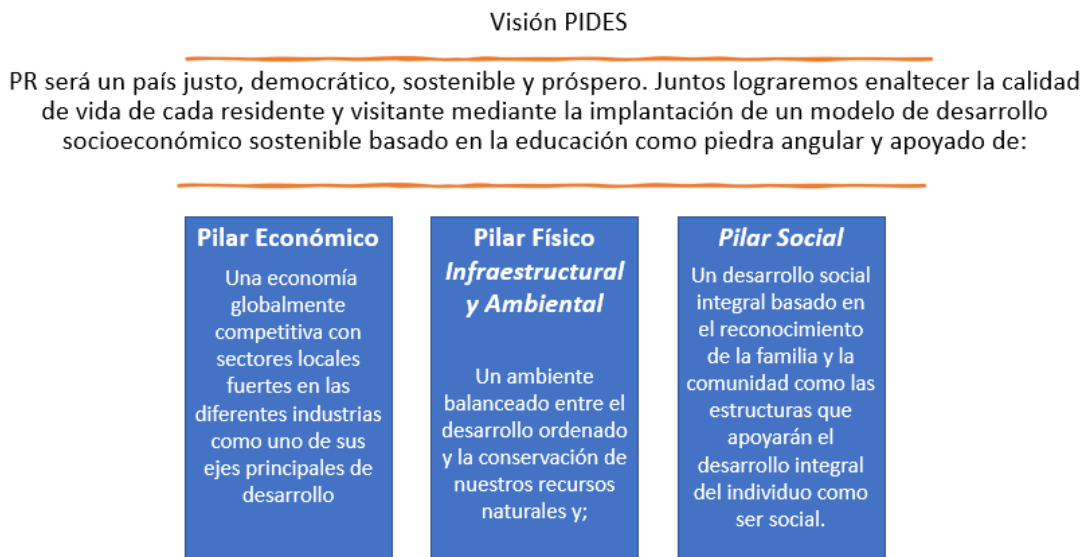 Visión PIDES
PR será un país justo, democrático, sostenible y próspero. Juntos lograremos enaltecer la calidad
de vida de cada residente y visitante mediante la implantación de un modelo de desarrollo
socioeconómico sostenible basado en la educación como piedra angular y apoyado de:
Pilar Económico
Una economía
globalmente
competitiva con
sectores locales
fuertes en las
diferentes industrias
como uno de sus
ejes principales de
desarrollo
Pilar Físico
Infraestructural
y Ambiental
Un ambiente
balanceado entre el
desarrollo ordenado
y la conservación de
nuestros recursos
naturales y;
Pilar Social
Un desarrollo social
integral basado en
el reconocimiento
de la familia y la
comunidad como las
estructuras que
apoyarán el
desarrollo integral
del individuo como
ser social.